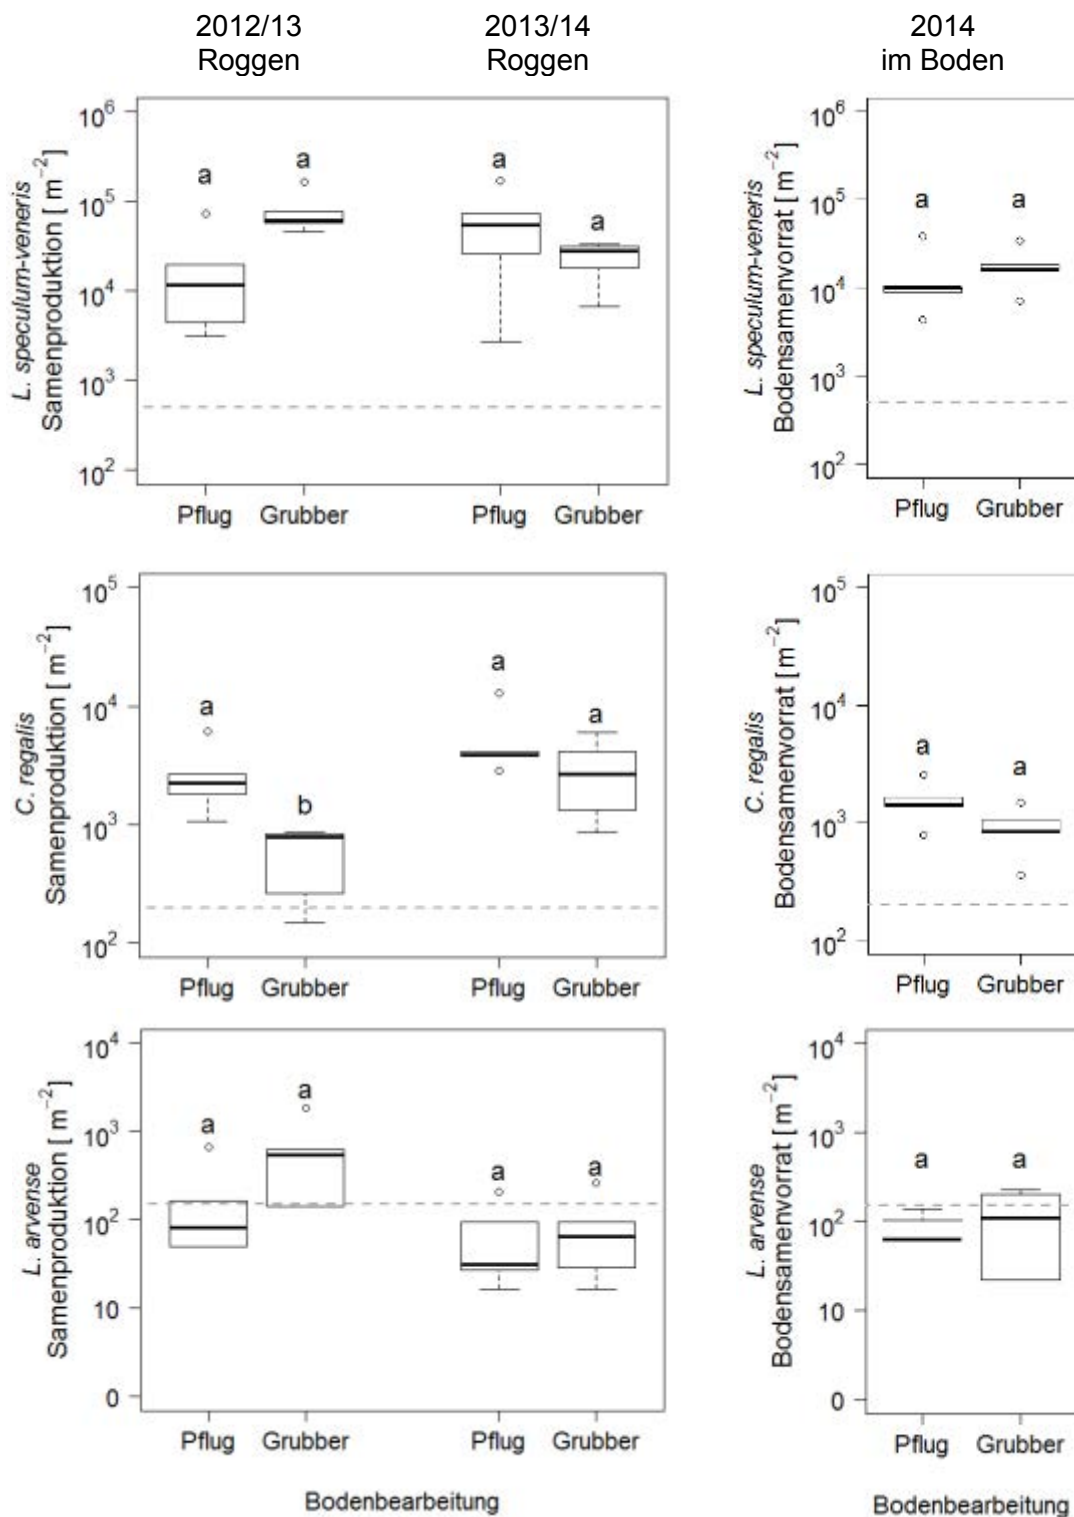 2012/13
Roggen
2013/14
Roggen
2014
im Boden
L. speculum-veneris
Samenproduktion [ m⁻²]
10⁶
10⁵
10⁴
10³
10²
a
a
a
a
Pflug
Grubber
Pflug
Grubber
L. speculum-veneris
Bodensamenvorrat [ m⁻²]
10⁶
10⁵
10⁴
10³
10²
a
a
Pflug
Grubber
C. regalis
Samenproduktion [ m⁻²]
10⁵
10⁴
10³
10²
a
b
a
a
Pflug
Grubber
Pflug
Grubber
C. regalis
Bodensamenvorrat [ m⁻²]
10⁵
10⁴
10³
10²
a
a
Pflug
Grubber
L. arvense
Samenproduktion [ m⁻²]
10⁴
10³
10²
10
0
a
a
a
a
Pflug
Grubber
Pflug
Grubber
Bodenbearbeitung
L. arvense
Bodensamenvorrat [ m⁻²]
10⁴
10³
10²
10
0
a
a
Pflug
Grubber
Bodenbearbeitung